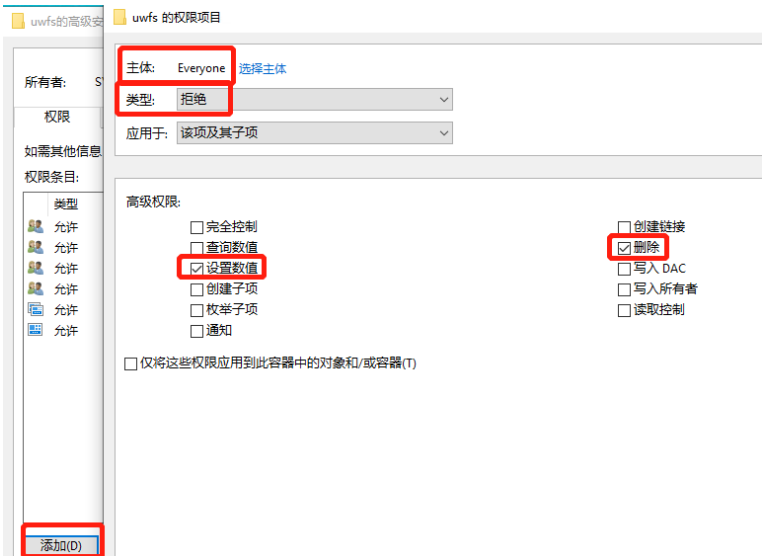 uwfs的高级安
uwfs 的权限项目
所有者:
权限
如需其他信息
权限条目:
类型
允许
允许
允许
允许
允许
允许
添加(D)
主体: Everyone 选择主体
类型: 拒绝
应用于: 该项及其子项
高级权限:
完全控制
查询数值
设置数值
创建子项
枚举子项
通知
创建链接
删除
写入 DAC
写入所有者
读取控制
仅将这些权限应用到此容器中的对象和/或容器(T)